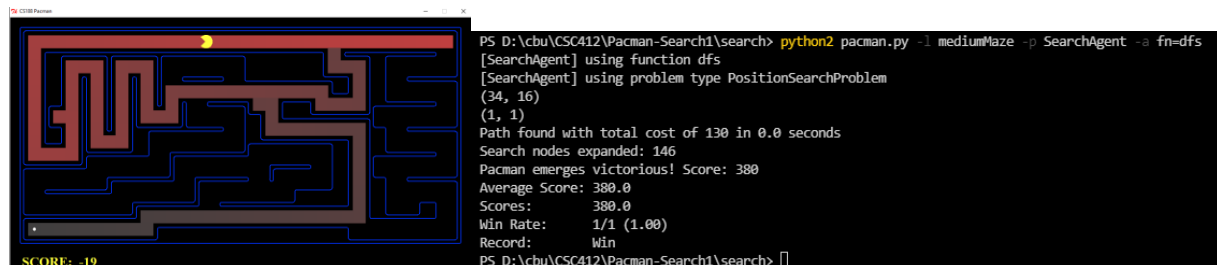 CS188 Pacman
SCORE: -19
PS D:\cbu\CSC412\Pacman-Search1\search> python2 pacman.py -l mediumMaze -p SearchAgent -a fn=dfs
[SearchAgent] using function dfs
[SearchAgent] using problem type PositionSearchProblem
(34, 16)
(1, 1)
Path found with total cost of 130 in 0.0 seconds
Search nodes expanded: 146
Pacman emerges victorious! Score: 380
Average Score: 380.0
Scores:        380.0
Win Rate:      1/1 (1.00)
Record:        Win
PS D:\cbu\CSC412\Pacman-Search1\search>